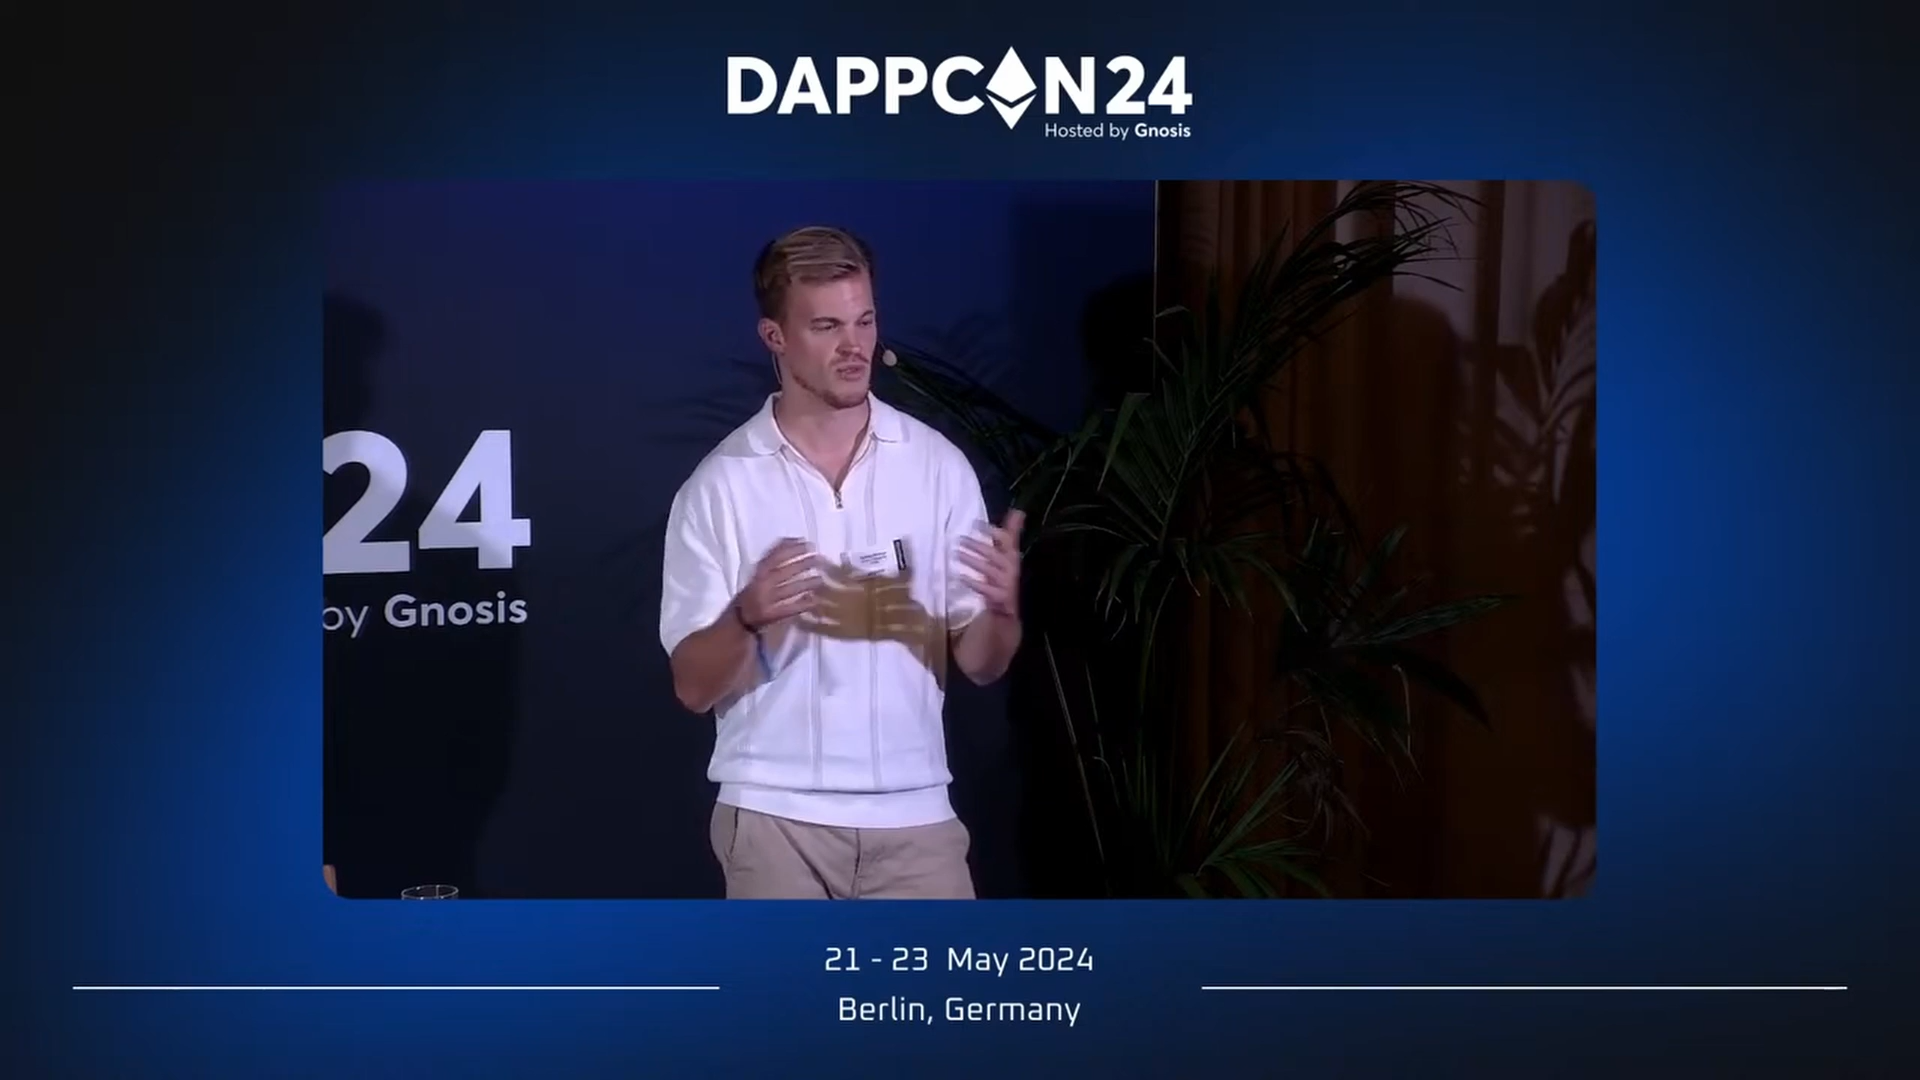 DAPPCON24
Hosted by Gnosis
24
by Gnosis
21 - 23 May 2024
Berlin, Germany